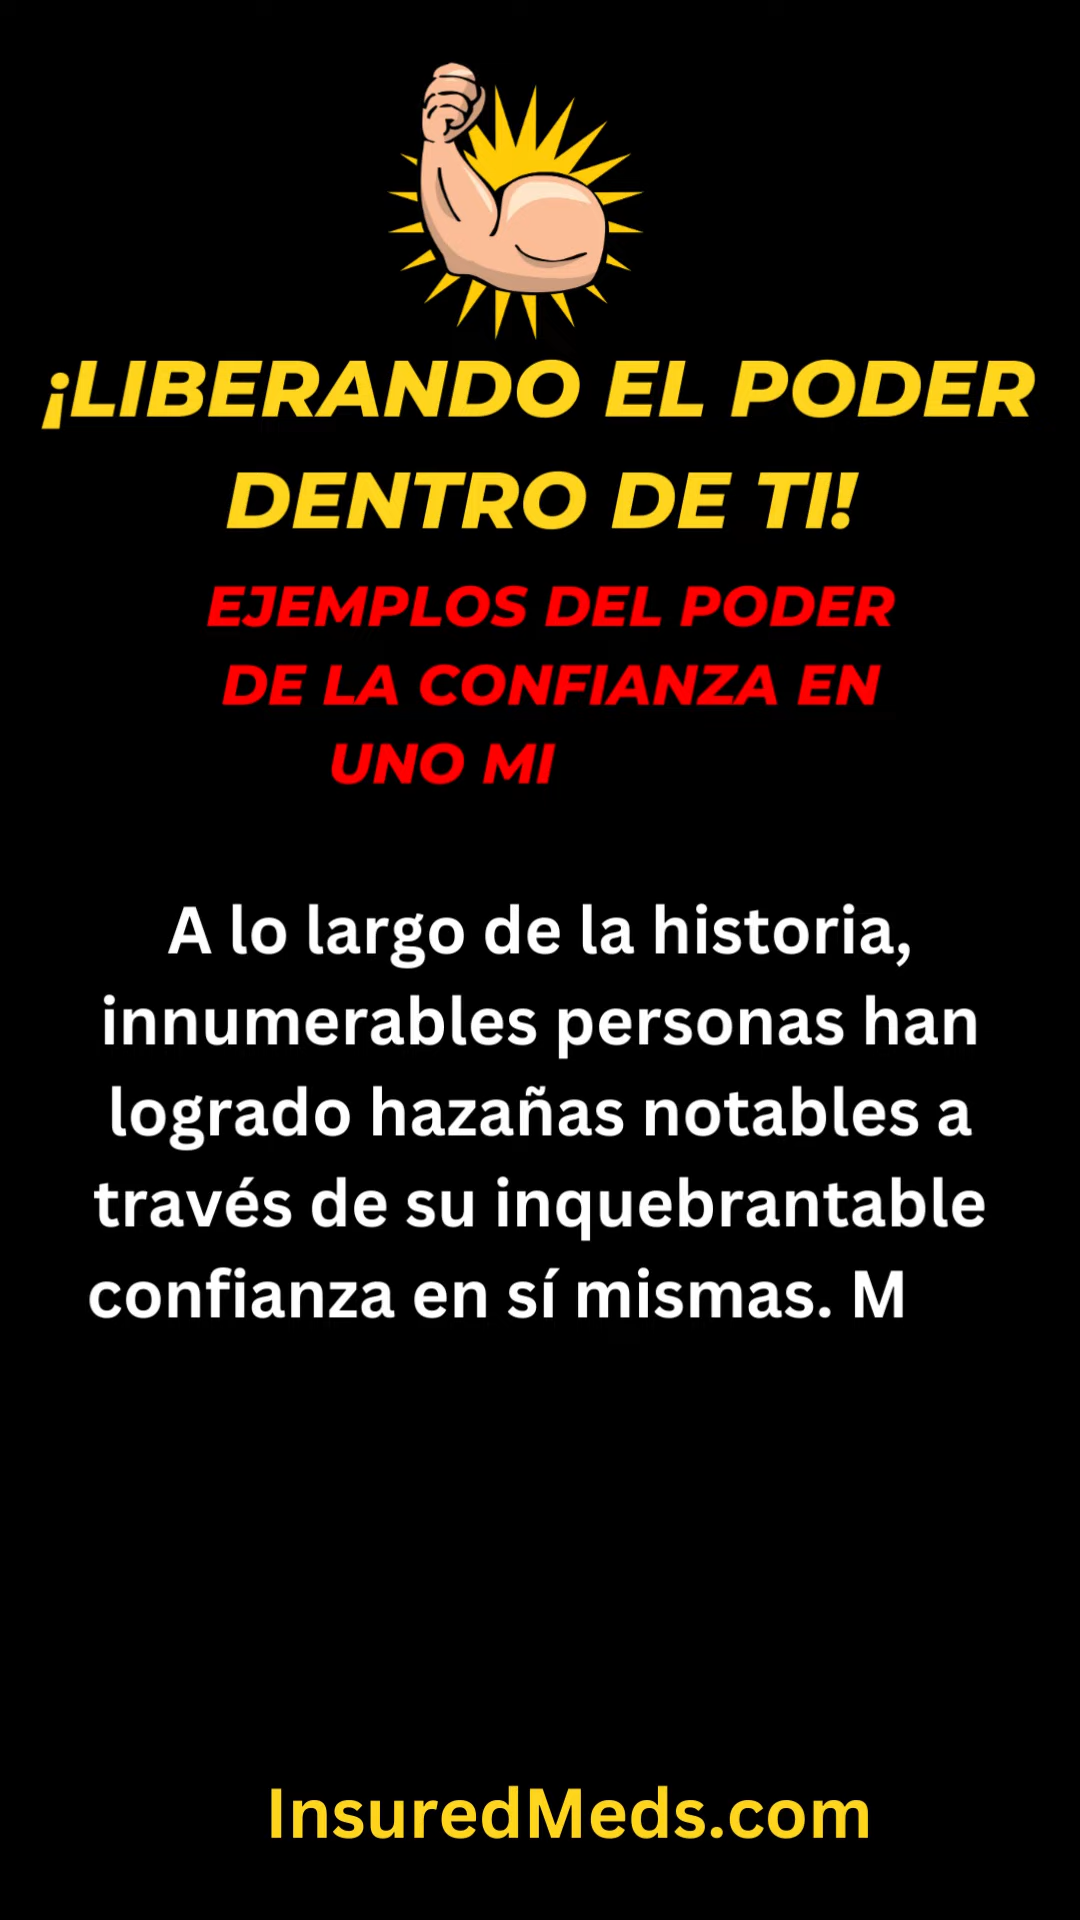 ¡LIBERANDO EL PODER
DENTRO DE TI!
EJEMPLOS DEL PODER
DE LA CONFIANZA EN
UNO MI
A lo largo de la historia,
innumerables personas han
logrado hazañas notables a
través de su inquebrantable
confianza en sí mismas. M
InsuredMeds.com